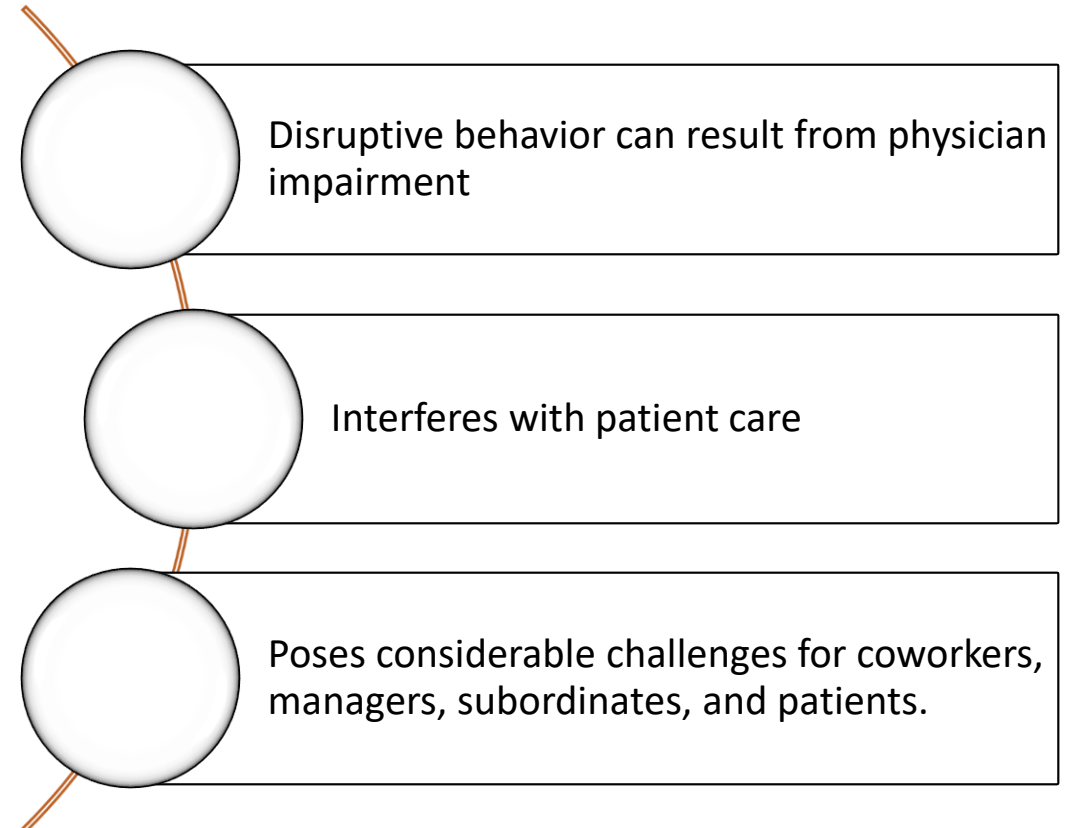 Disruptive behavior can result from physician
impairment
Interferes with patient care
Poses considerable challenges for coworkers,
managers, subordinates, and patients.